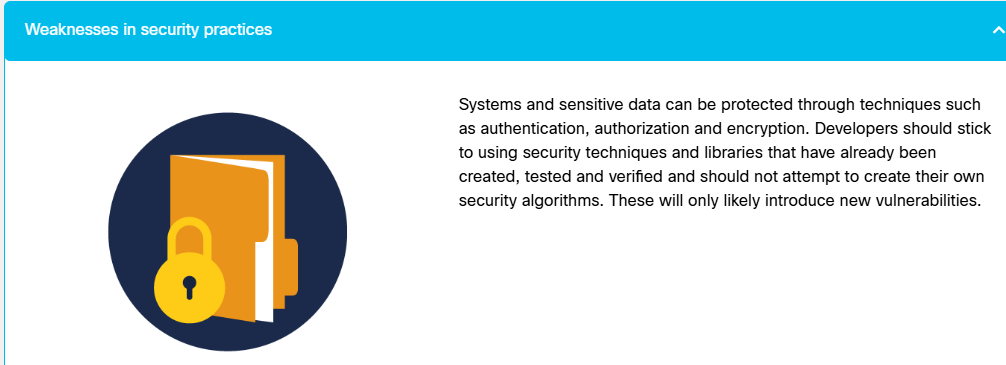 Weaknesses in security practices
Systems and sensitive data can be protected through techniques such
as authentication, authorization and encryption. Developers should stick
to using security techniques and libraries that have already been
created, tested and verified and should not attempt to create their own
security algorithms. These will only likely introduce new vulnerabilities.